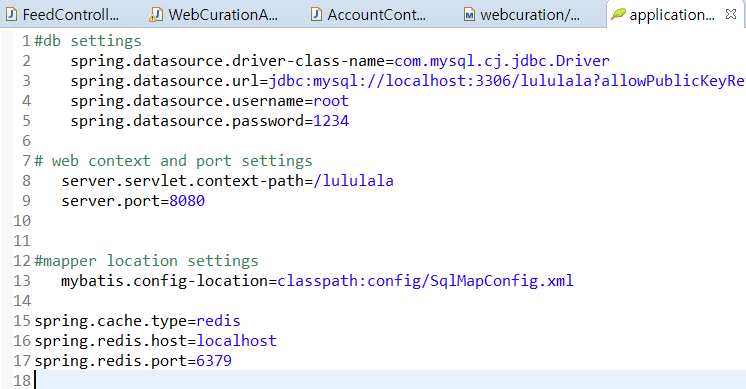 FeedControll... WebCurationA... AccountCont... webcuration/... application...
1 #db settings
2 spring.datasource.driver-class-name=com.mysql.cj.jdbc.Driver
3 spring.datasource.url=jdbc:mysql://localhost:3306/lululala?allowPublicKeyRe
4 spring.datasource.username=root
5 spring.datasource.password=1234
6
7 # web context and port settings
8 server.servlet.context-path=/lululala
9 server.port=8080
10
11
12 #mapper location settings
13 mybatis.config-location=classpath:config/SqlMapConfig.xml
14
15 spring.cache.type=redis
16 spring.redis.host=localhost
17 spring.redis.port=6379
18